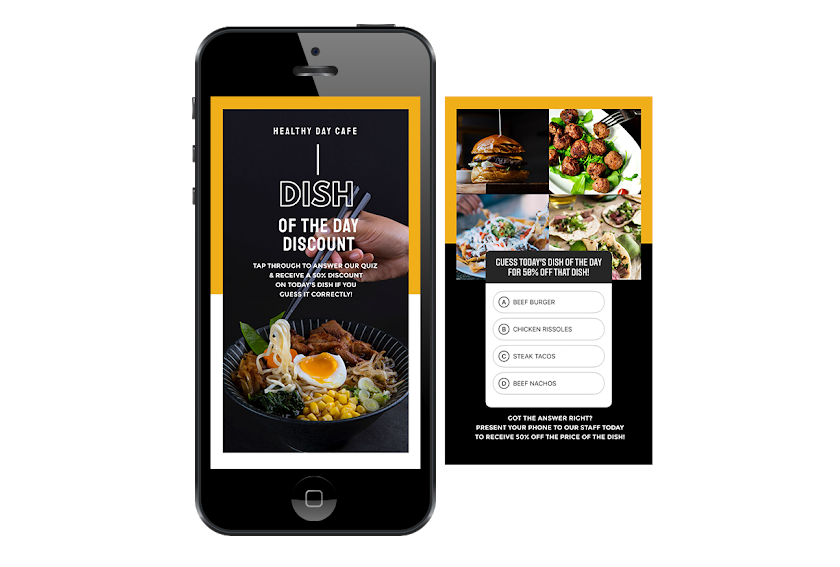 HEALTHY DAY CAFE
DISH
OF THE DAY
DISCOUNT
TAP THROUGH TO ANSWER OUR QUIZ
& RECEIVE A 50% DISCOUNT
ON TODAY'S DISH IF YOU
GUESS IT CORRECTLY!
GUESS TODAY'S DISH OF THE DAY
FOR 50% OFF THAT DISH!
A BEEF BURGER
B CHICKEN RISSOLES
C STEAK TACOS
D BEEF NACHOS
GOT THE ANSWER RIGHT?
PRESENT YOUR PHONE TO OUR STAFF TODAY
TO RECEIVE 50% OFF THE PRICE OF THE DISH!